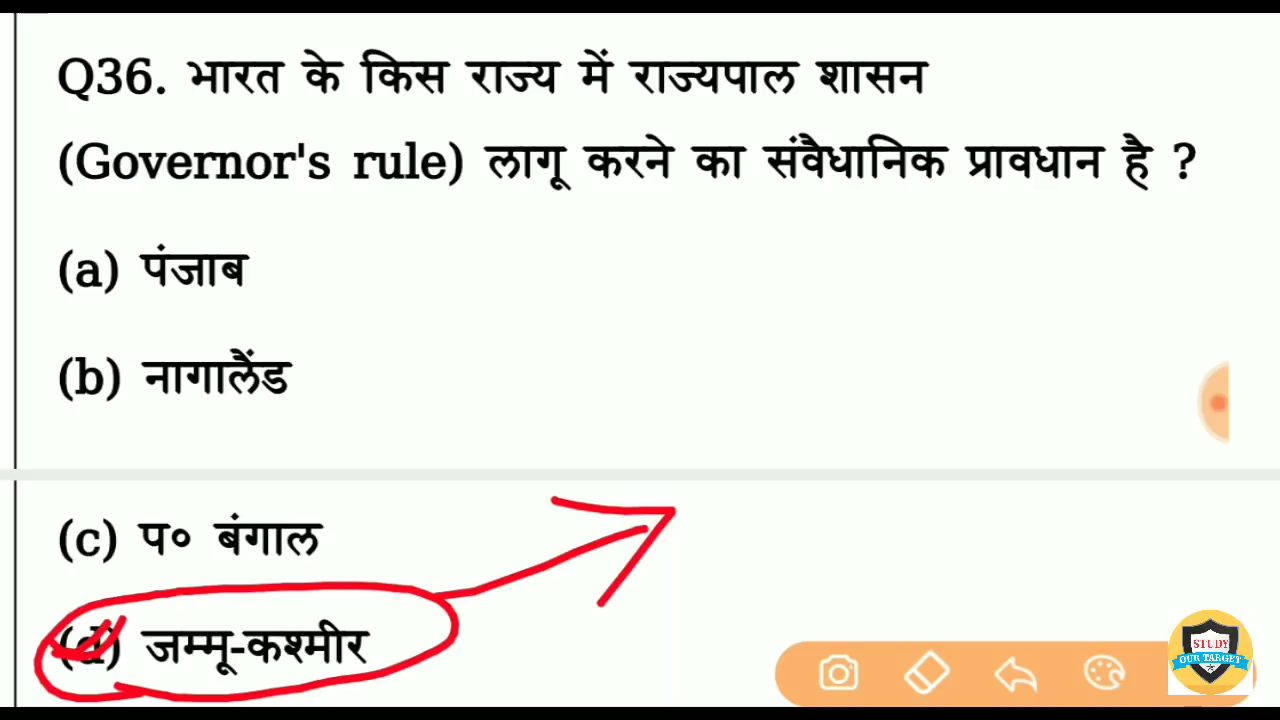 Q36. भारत के किस राज्य में राज्यपाल शासन
(Governor's rule) लागू करने का संवैधानिक प्रावधान है ?
(a) पंजाब
(b) नागालैंड
(c) प० बंगाल
(d) जम्मू-कश्मीर
STUDY
OUR TARGET